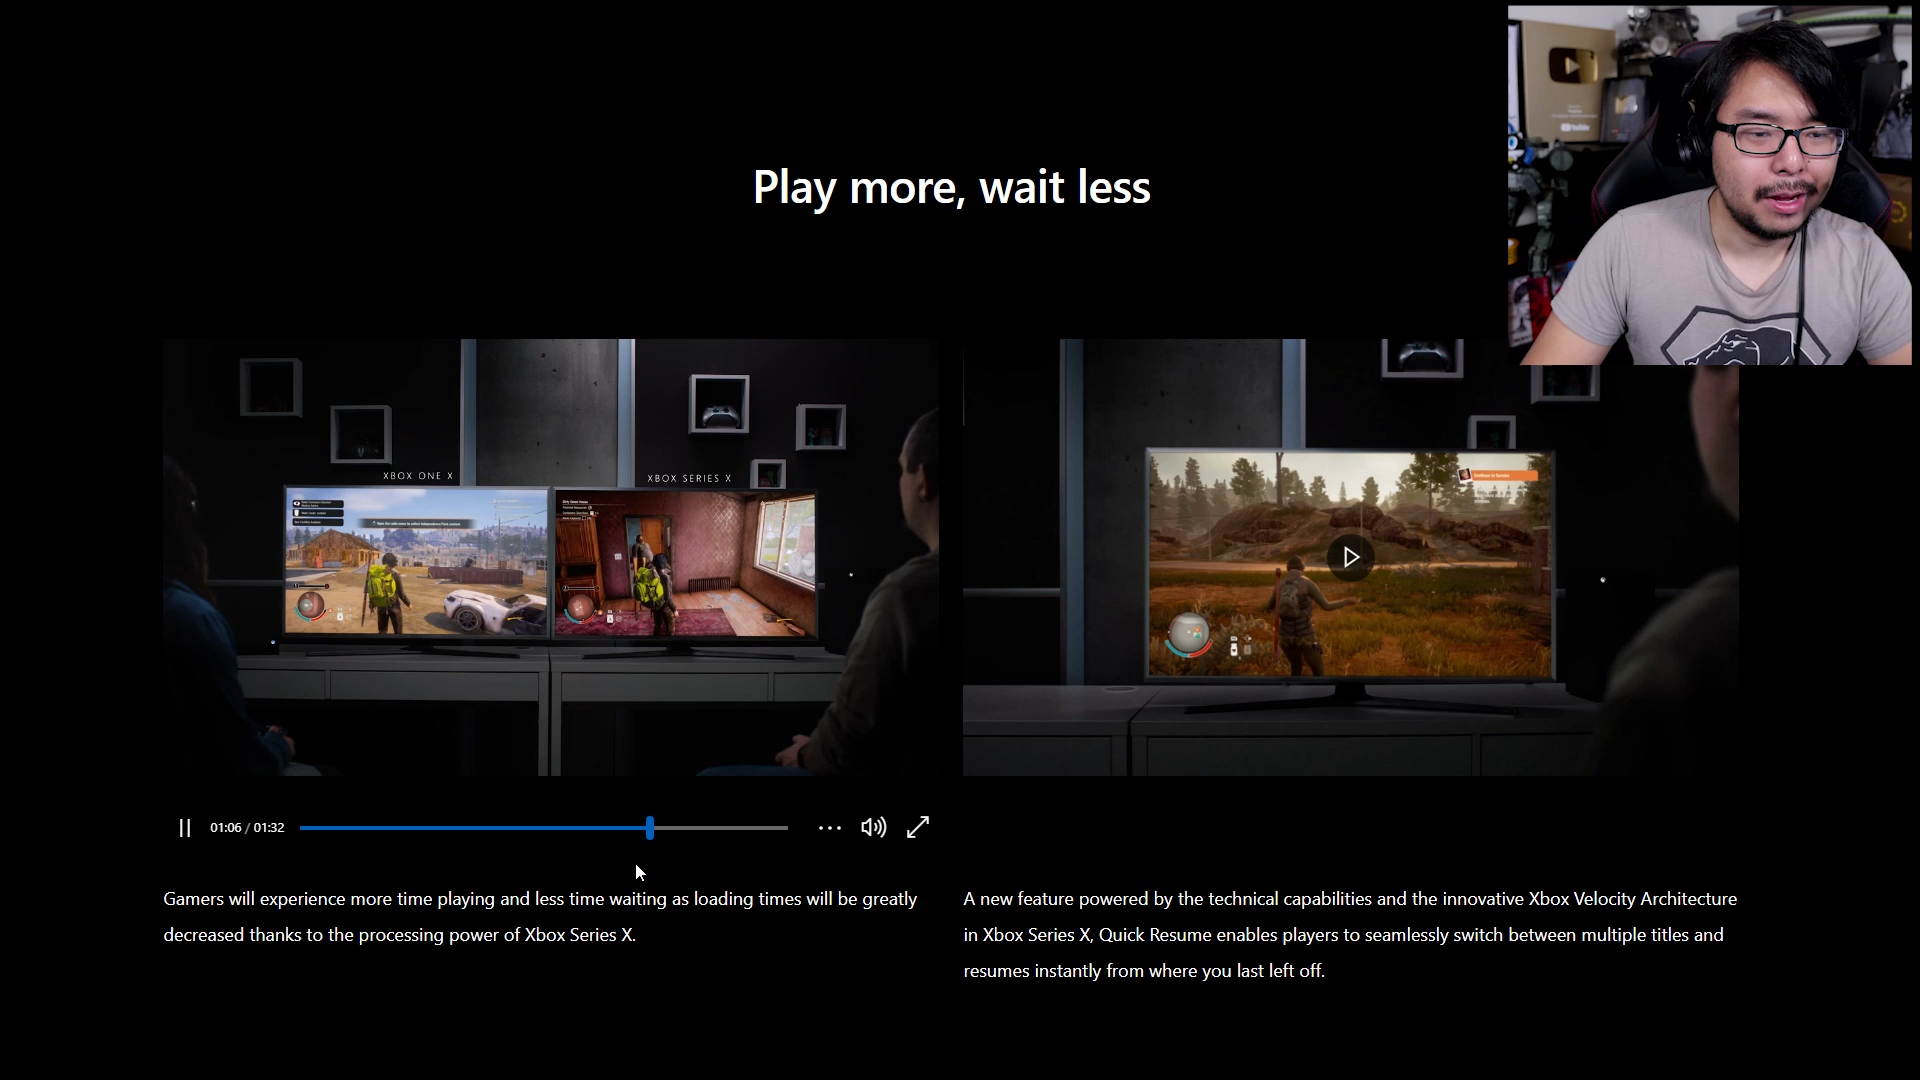 Play more, wait less
YouTube
XBOX ONE X
XBOX SERIES X
01:06 / 01:32
Gamers will experience more time playing and less time waiting as loading times will be greatly
decreased thanks to the processing power of Xbox Series X.
A new feature powered by the technical capabilities and the innovative Xbox Velocity Architecture
in Xbox Series X, Quick Resume enables players to seamlessly switch between multiple titles and
resumes instantly from where you last left off.